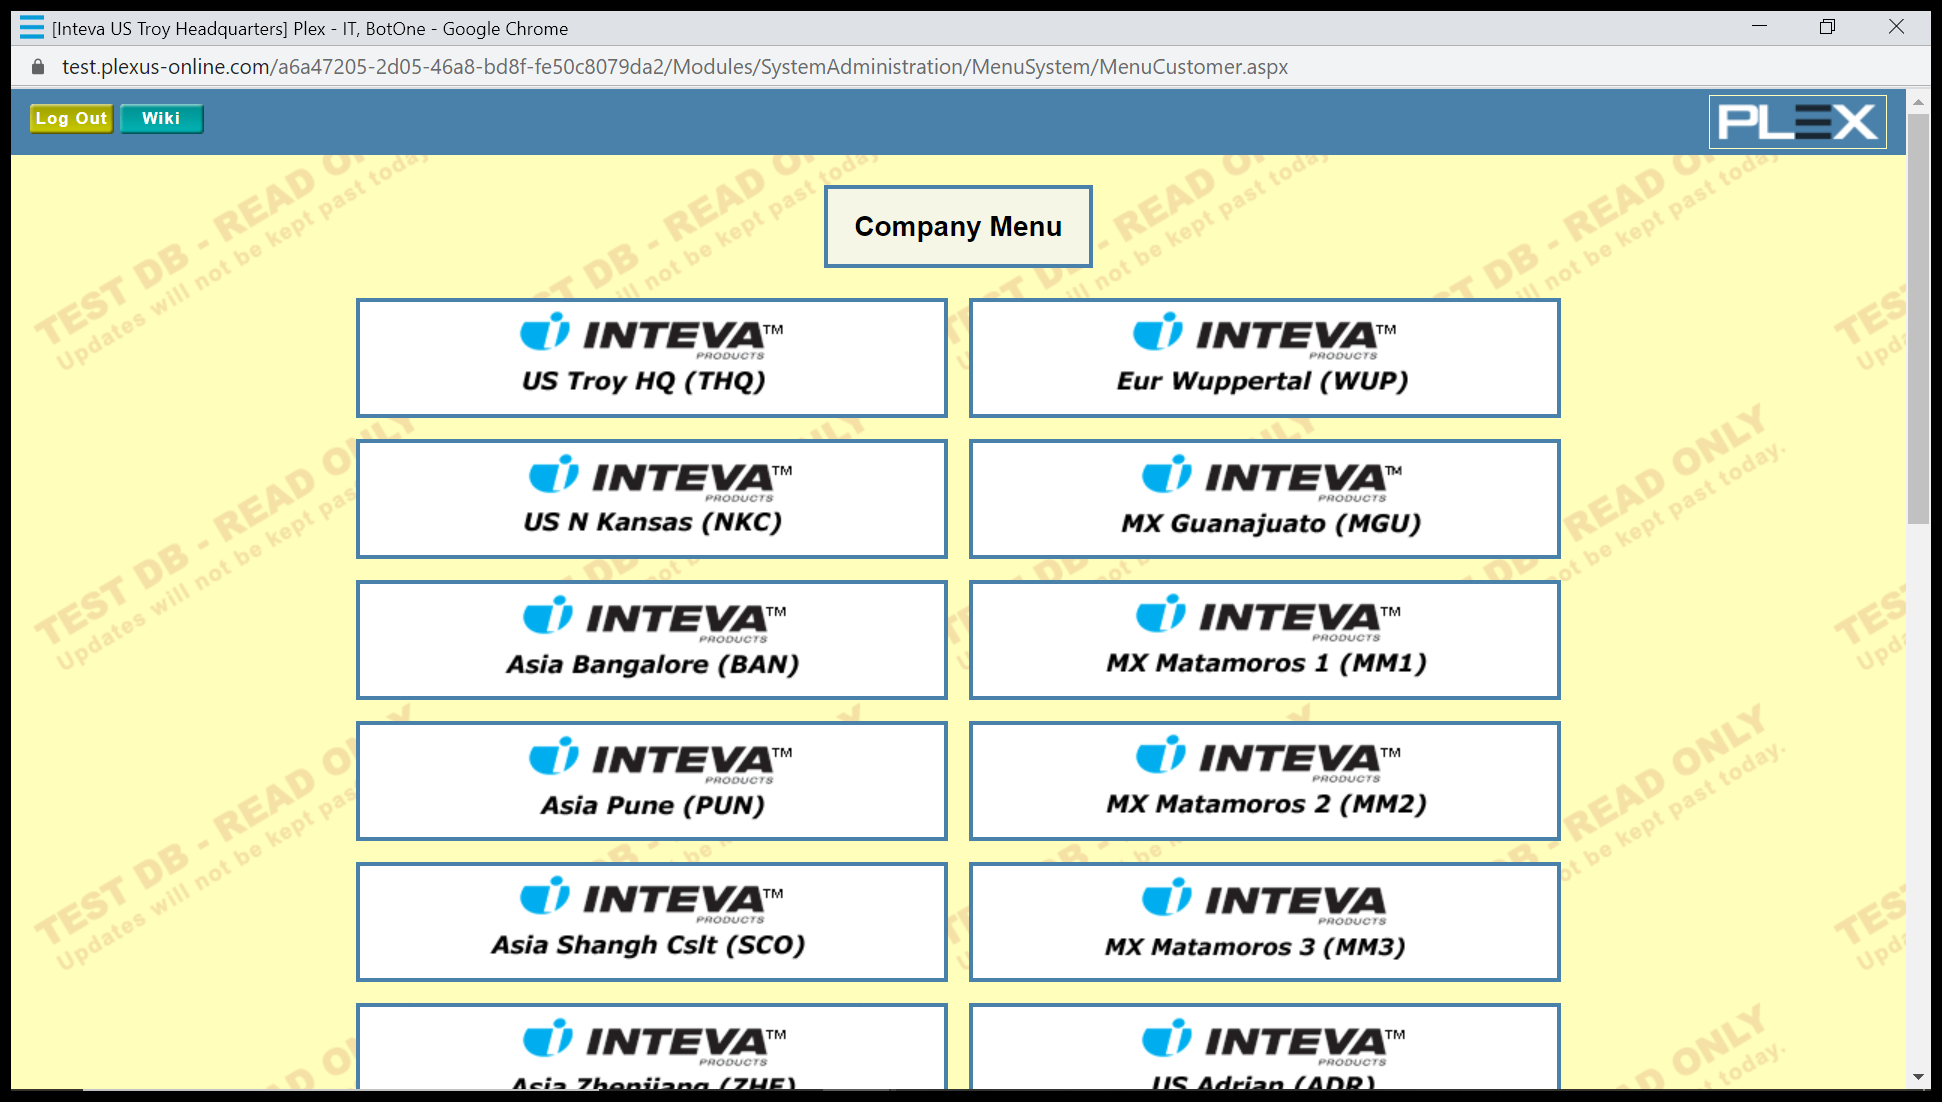 [Inteva US Troy Headquarters] Plex - IT, BotOne - Google Chrome
test.plexus-online.com/a6a47205-2d05-46a8-bd8f-fe50c8079da2/Modules/SystemAdministration/MenuSystem/MenuCustomer.aspx
Log Out Wiki
PLEX
Company Menu
INTEVA™ PRODUCTS
US Troy HQ (THQ)
INTEVA™ PRODUCTS
Eur Wuppertal (WUP)
INTEVA™ PRODUCTS
US N Kansas (NKC)
INTEVA™ PRODUCTS
MX Guanajuato (MGU)
INTEVA™ PRODUCTS
Asia Bangalore (BAN)
INTEVA™ PRODUCTS
MX Matamoros 1 (MM1)
INTEVA™ PRODUCTS
Asia Pune (PUN)
INTEVA™ PRODUCTS
MX Matamoros 2 (MM2)
INTEVA™ PRODUCTS
Asia Shangh Cslt (SCO)
INTEVA PRODUCTS
MX Matamoros 3 (MM3)
INTEVA™ PRODUCTS
Asia Zhenjiang (ZHE)
INTEVA™ PRODUCTS
US Adrian (ADR)
TEST DB - READ ONLY
Updates will not be kept past today.